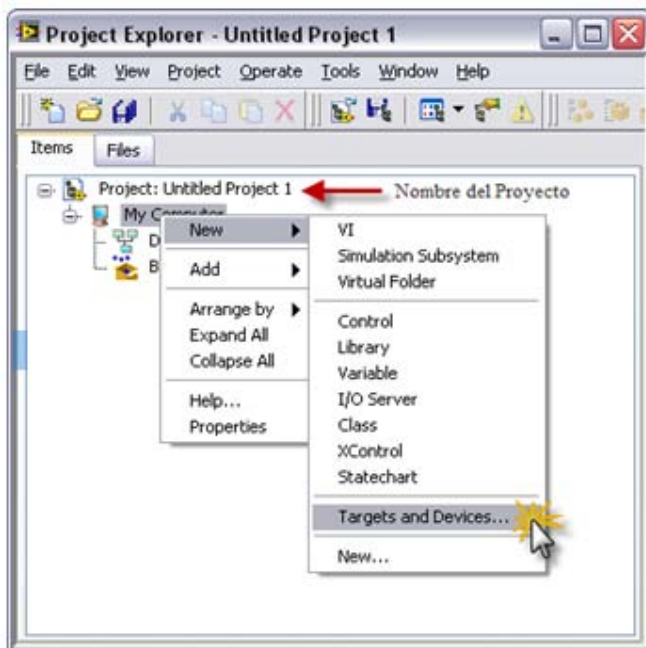 Project Explorer - Untitled Project 1
File Edit View Project Operate Tools Window Help
Items Files
Project: Untitled Project 1 Nombre del Proyecto
My Computer
D
B
New
Add
Arrange by
Expand All
Collapse All
Help...
Properties
VI
Simulation Subsystem
Virtual Folder
Control
Library
Variable
I/O Server
Class
XControl
Statechart
Targets and Devices...
New...